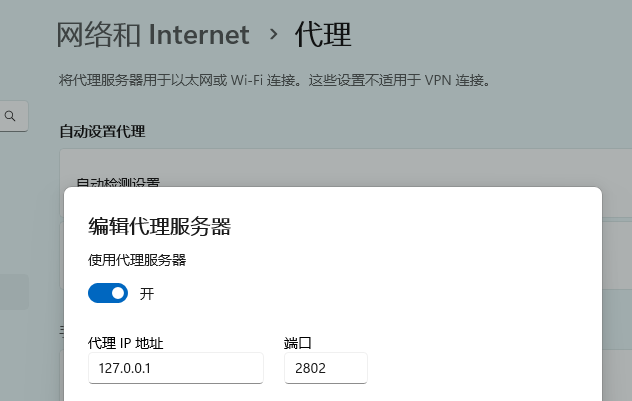 网络和 Internet › 代理
将代理服务器用于以太网或 Wi-Fi 连接。这些设置不适用于 VPN 连接。
自动设置代理
自动检测设置
编辑代理服务器
使用代理服务器
开
代理 IP 地址 端口
127.0.0.1 2802